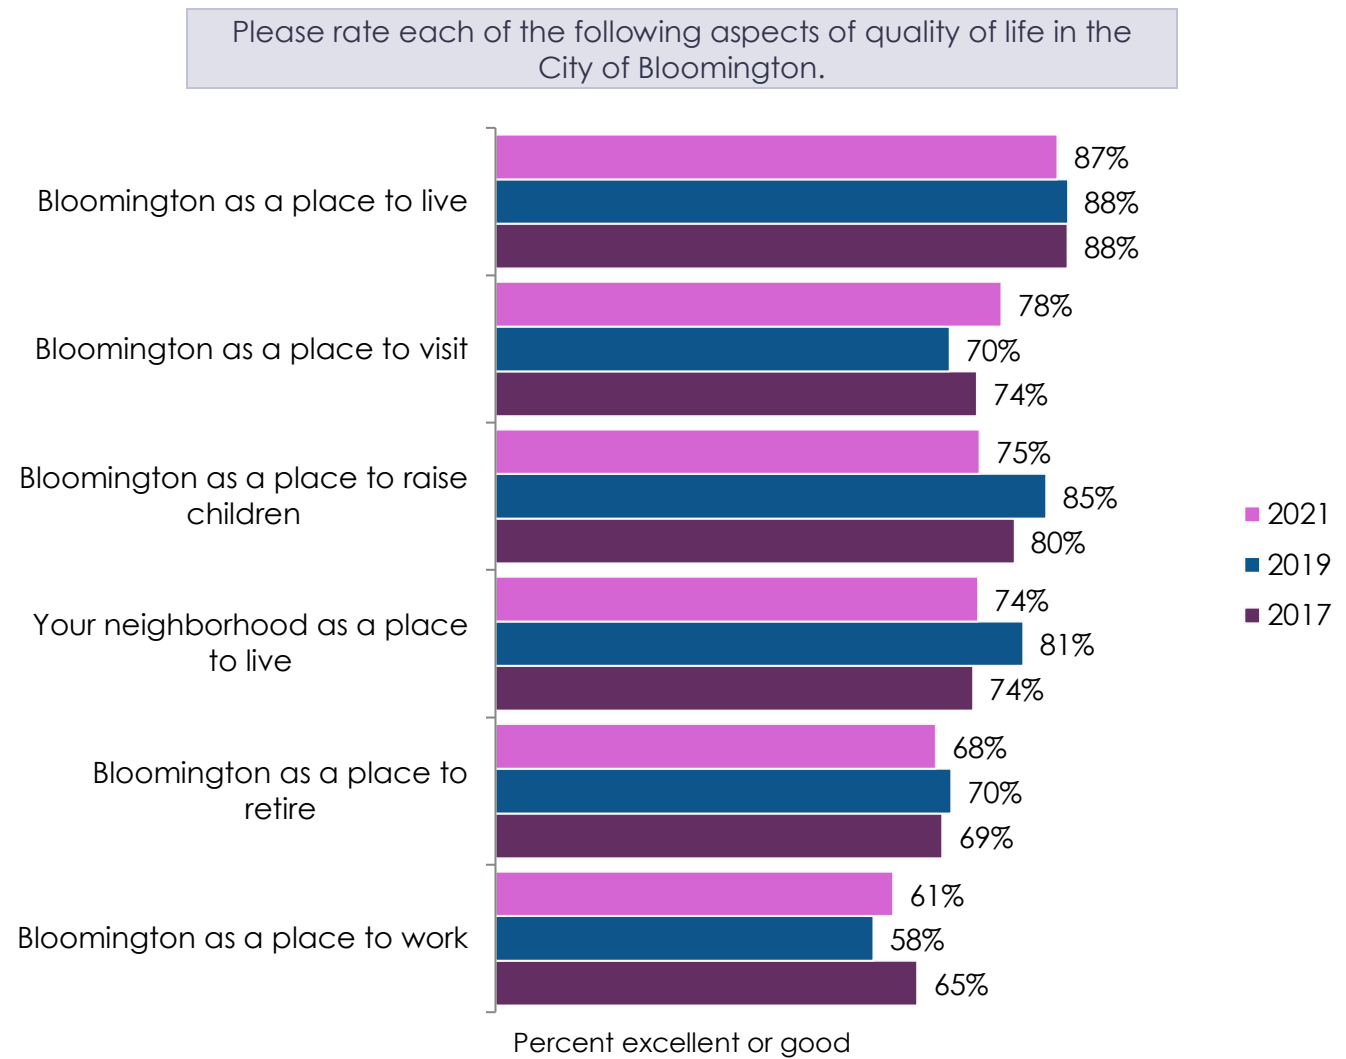 Please rate each of the following aspects of quality of life in the
City of Bloomington.
Bloomington as a place to live
87%
88%
88%
Bloomington as a place to visit
78%
70%
74%
Bloomington as a place to raise
children
75%
85%
80%
Your neighborhood as a place
to live
74%
81%
74%
Bloomington as a place to
retire
68%
70%
69%
Bloomington as a place to work
61%
58%
65%
2021
2019
2017
Percent excellent or good